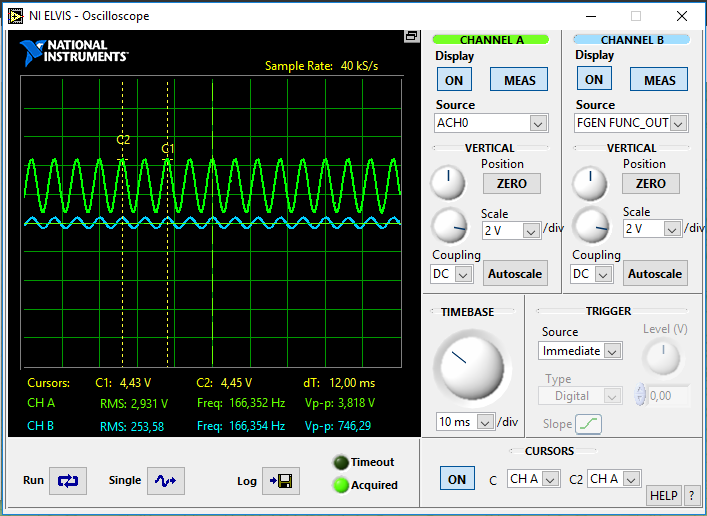 NI ELVIS - Oscilloscope
NATIONAL
INSTRUMENTS™
Sample Rate: 40 kS/s
C2
C1
Cursors: C1: 4,43 V C2: 4,45 V dT: 12,00 ms
CH A RMS: 2,931 V Freq: 166,352 Hz Vp-p: 3,818 V
CH B RMS: 253,58 Freq: 166,354 Hz Vp-p: 746,29
Run Single Log
Timeout
Acquired
CHANNEL A
Display
ON MEAS
Source
ACH0
VERTICAL
Position
ZERO
Scale
2 V /div
Coupling
DC Autoscale
CHANNEL B
Display
ON MEAS
Source
FGEN FUNC_OUT
VERTICAL
Position
ZERO
Scale
2 V /div
Coupling
DC Autoscale
TIMEBASE
10 ms /div
TRIGGER
Source
Immediate
Level (V)
Type
Digital
0,00
Slope
CURSORS
ON C CH A C2 CH A
HELP ?